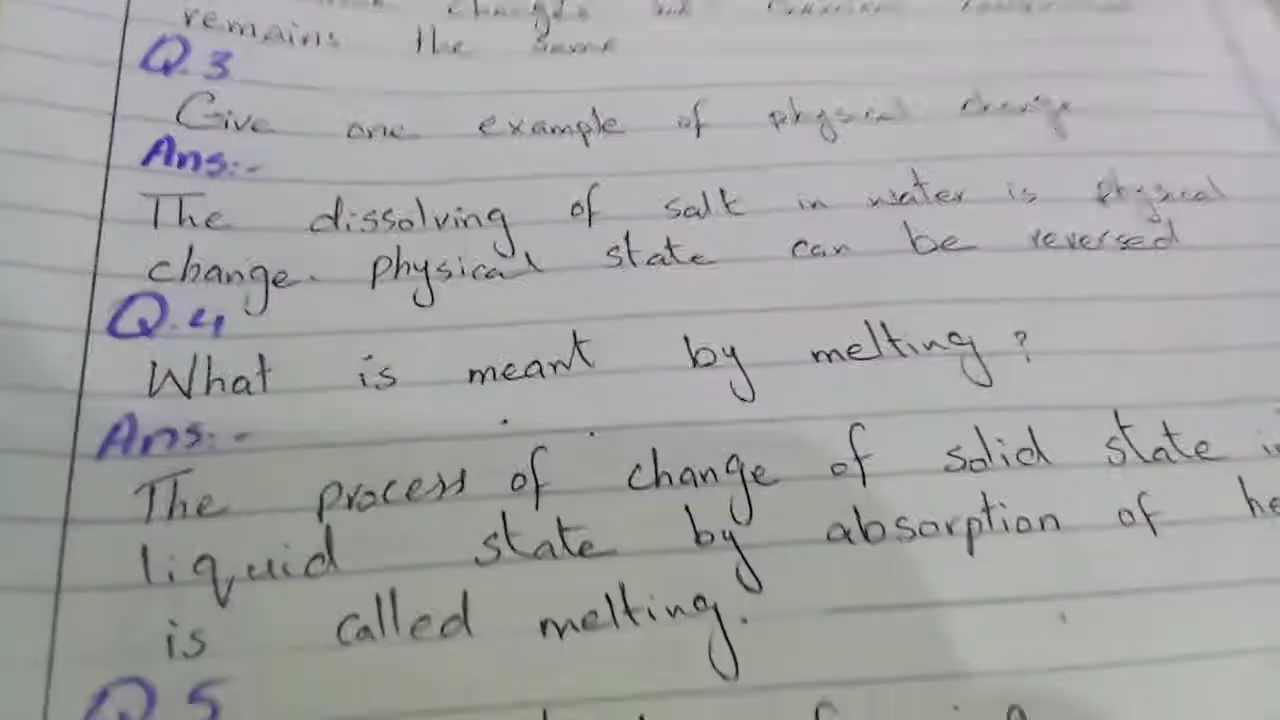 remains the same
Q.3
Give one example of physical change
Ans:-
The dissolving of salt in water is physical
change. physical state can be reversed
Q.4
What is meant by melting?
Ans:-
The process of change of solid state
liquid state by absorption of
is called melting.
Q 5